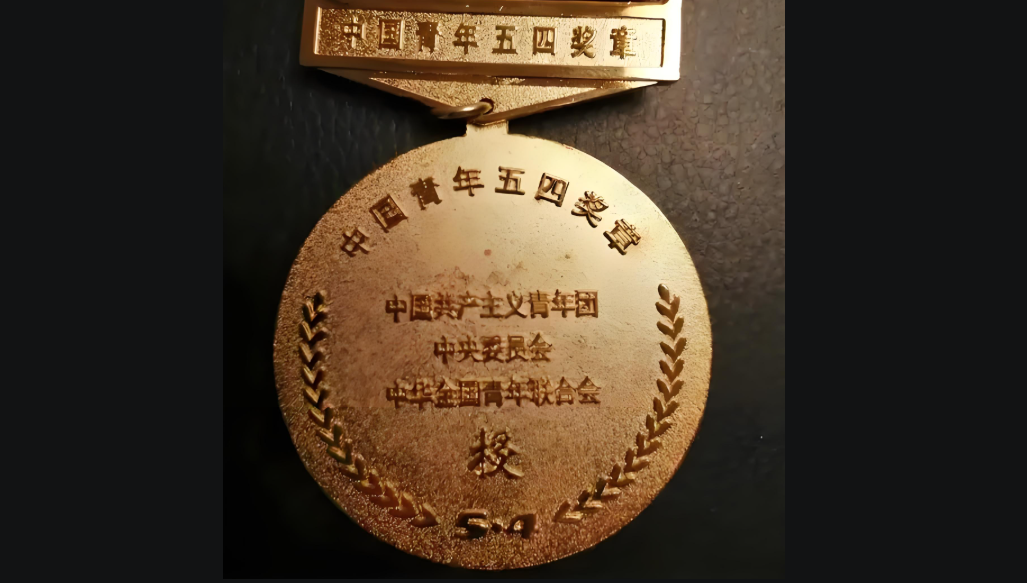 中国青年五四奖章
中国青年五四奖章
中国共产主义青年团
中央委员会
中华全国青年联合会
授
5·4